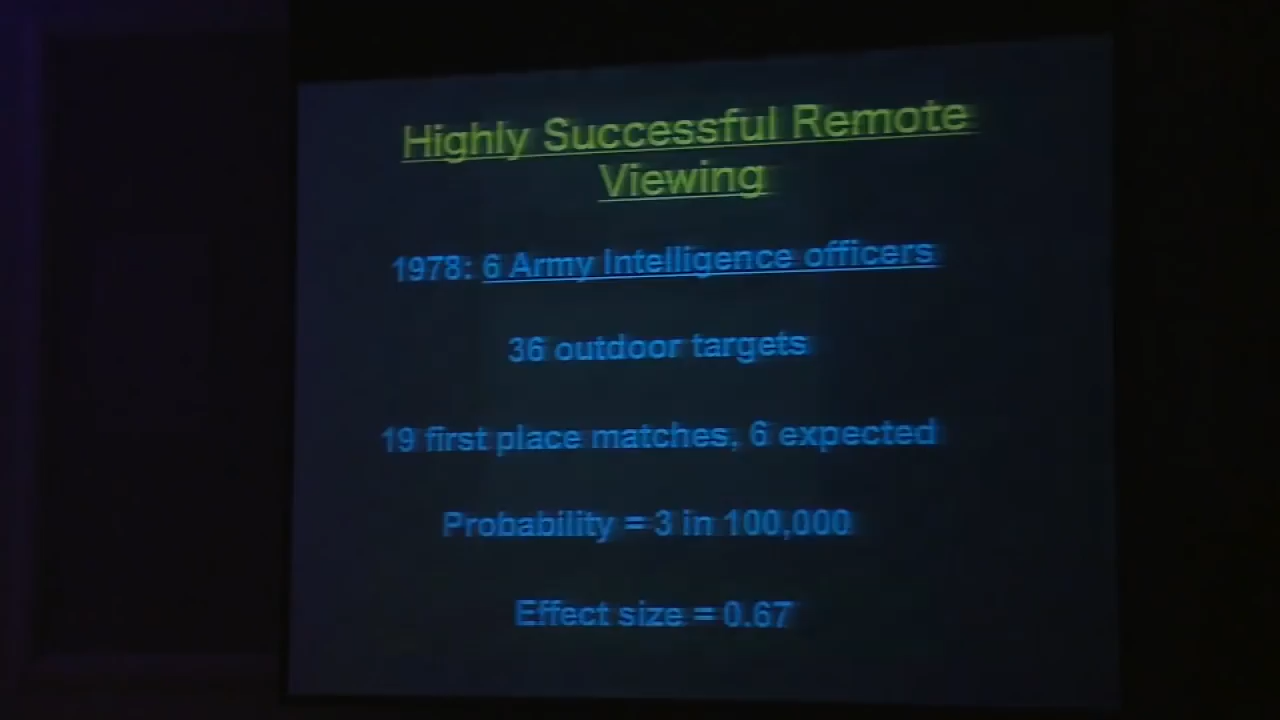 Highly Successful Remote
Viewing
1978: 6 Army Intelligence officers
36 outdoor targets
19 first place matches, 6 expected
Probability = 3 in 100,000
Effect size = 0.67